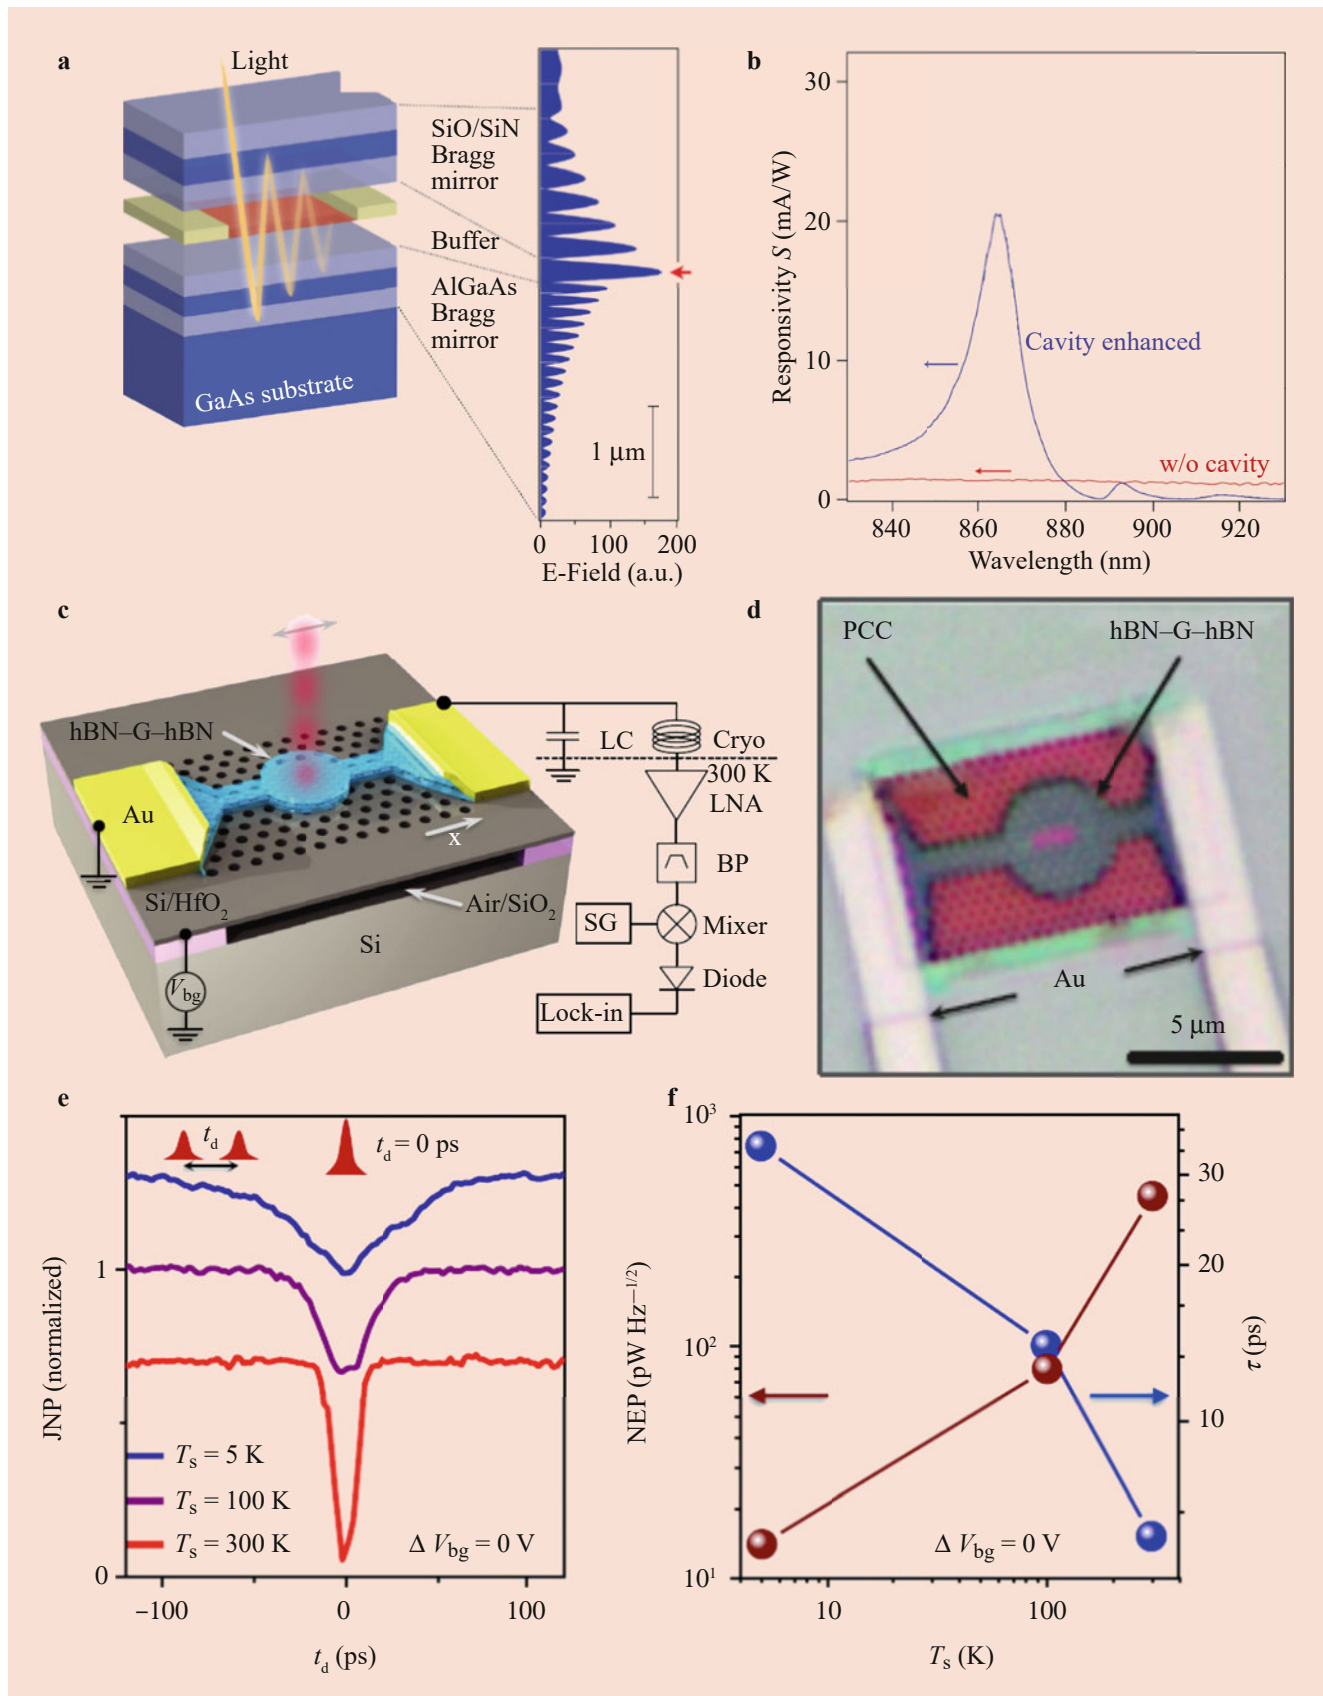 a
Light
SiO/SiN
Bragg
mirror
Buffer
AlGaAs
Bragg
mirror
GaAs substrate
1 μm
0
100
200
E-Field (a.u.)
b
30
20
10
0
Responsivity S (mA/W)
Cavity enhanced
w/o cavity
840
860
880
900
920
Wavelength (nm)
c
hBN–G–hBN
Au
x
Si/HfO2
Air/SiO2
Si
Vbg
LC
Cryo
300 K
LNA
BP
SG
Mixer
Diode
Lock-in
d
PCC
hBN–G–hBN
Au
5 μm
e
td
td = 0 ps
JNP (normalized)
1
0
Ts = 5 K
Ts = 100 K
Ts = 300 K
Δ Vbg = 0 V
–100
0
100
td (ps)
f
10³
10²
10¹
NEP (pW Hz–1/2)
30
20
10
τ (ps)
Δ Vbg = 0 V
10
100
Ts (K)